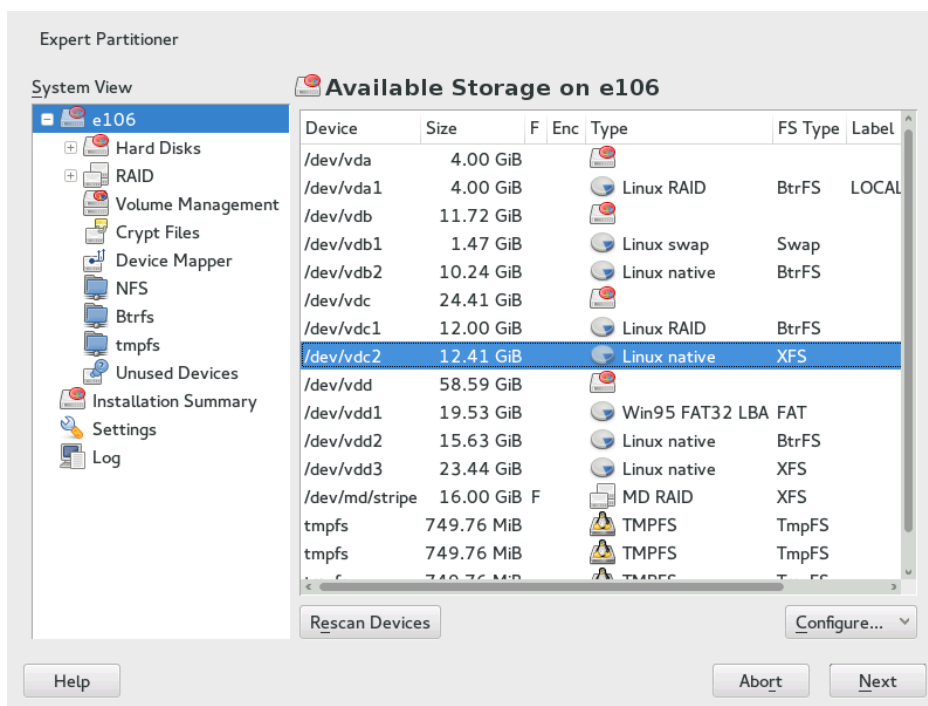 Expert Partitioner
System View
e106
Hard Disks
RAID
Volume Management
Crypt Files
Device Mapper
NFS
Btrfs
tmpfs
Unused Devices
Installation Summary
Settings
Log
Available Storage on e106
Device Size F Enc Type FS Type Label
/dev/vda 4.00 GiB
/dev/vda1 4.00 GiB Linux RAID BtrFS LOCAL
/dev/vdb 11.72 GiB
/dev/vdb1 1.47 GiB Linux swap Swap
/dev/vdb2 10.24 GiB Linux native BtrFS
/dev/vdc 24.41 GiB
/dev/vdc1 12.00 GiB Linux RAID BtrFS
/dev/vdc2 12.41 GiB Linux native XFS
/dev/vdd 58.59 GiB
/dev/vdd1 19.53 GiB Win95 FAT32 LBA FAT
/dev/vdd2 15.63 GiB Linux native BtrFS
/dev/vdd3 23.44 GiB Linux native XFS
/dev/md/stripe 16.00 GiB F MD RAID XFS
tmpfs 749.76 MiB TMPFS TmpFS
tmpfs 749.76 MiB TMPFS TmpFS
Rescan Devices
Configure...
Help
Abort
Next